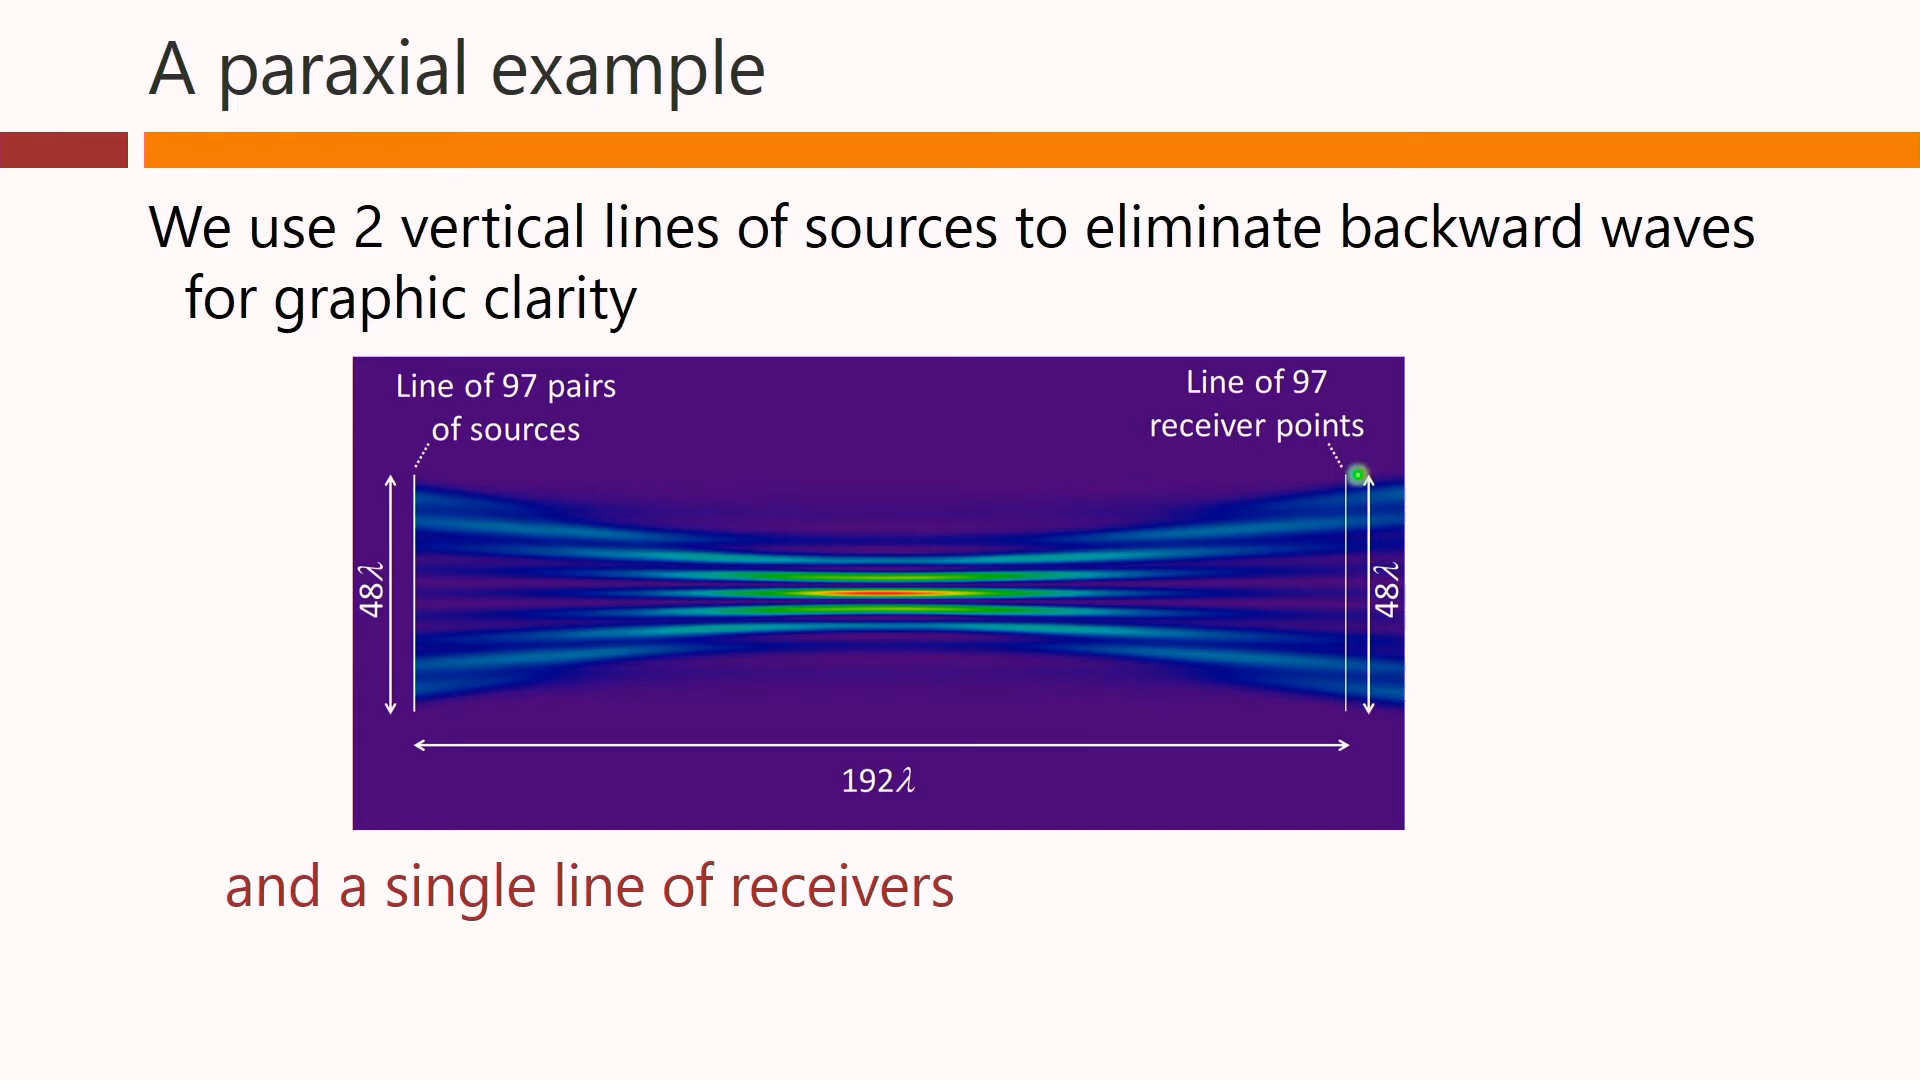 A paraxial example
We use 2 vertical lines of sources to eliminate backward waves
for graphic clarity
Line of 97 pairs
of sources
Line of 97
receiver points
48λ
48λ
192λ
and a single line of receivers